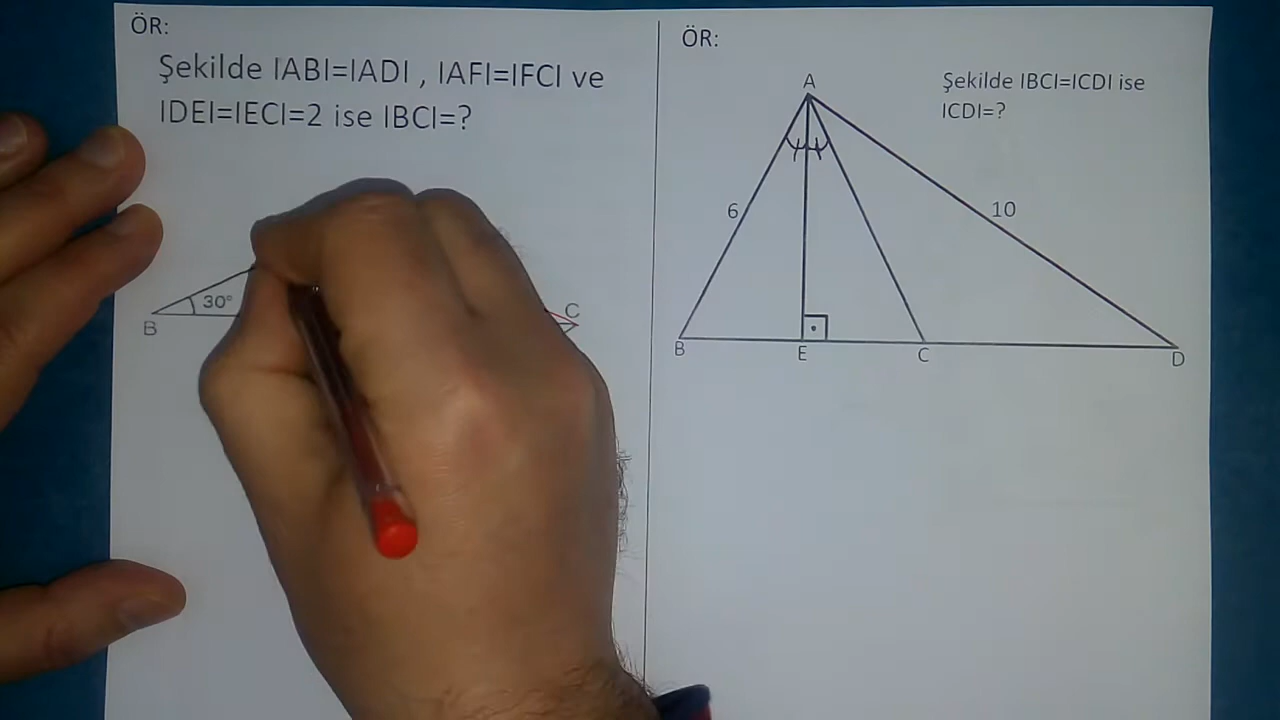 ÖR:
Şekilde IABI=IADI , IAFI=IFCI ve
IDEI=IECI=2 ise IBCI=?
30°
B
C
ÖR:
Şekilde IBCI=ICDI ise
ICDI=?
A
6
10
B
E
C
D